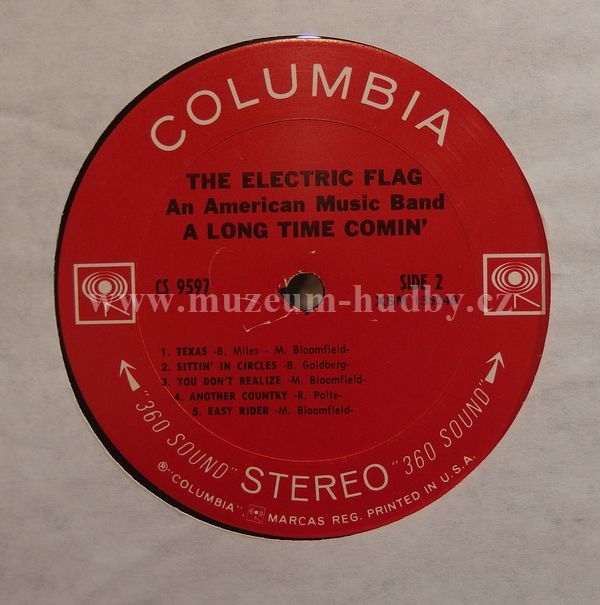 COLUMBIA
THE ELECTRIC FLAG
An American Music Band
A LONG TIME COMIN'
CS 9597 SIDE 2
www.muzeum-hudby.cz
1. TEXAS -B. Miles - M. Bloomfield-
2. SITTIN' IN CIRCLES -B. Goldberg-
3. YOU DON'T REALIZE -M. Bloomfield-
4. ANOTHER COUNTRY -R. Polte-
5. EASY RIDER -M. Bloomfield-
"360 SOUND" STEREO "360 SOUND"
®"COLUMBIA", MARCAS REG. PRINTED IN U.S.A.